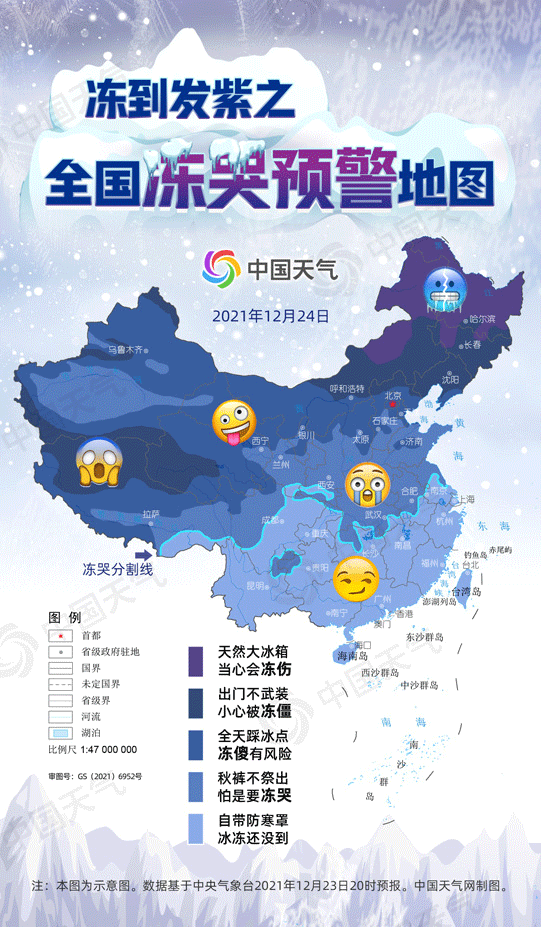 冻到发紫之
全国冻哭预警地图
中国天气
2021年12月24日
哈尔滨
长春
乌鲁木齐
沈阳
呼和浩特
北京
渤
海
黄
海
石家庄
银川
太原
济南
西宁
兰州
西安
合肥
南京
上海
拉萨
成都
武汉
杭州
东 海
重庆
南昌
长沙
钓鱼岛
赤尾屿
冻哭分割线
贵阳
福州
台北
台
湾
海
峡
台湾岛
昆明
广州
澎湖列岛
南宁
香港
澳门
东沙群岛
海口
海南岛
西沙群岛
中沙群岛
南 海
南
沙
群
岛
图 例
首都
省级政府驻地
国界
未定国界
省级界
河流
湖泊
比例尺 1:47 000 000
审图号：GS（2021）6952号
天然大冰箱
当心会冻伤
出门不武装
小心被冻僵
全天踩冰点
冻傻有风险
秋裤不祭出
怕是要冻哭
自带防寒罩
冰冻还没到
注：本图为示意图。数据基于中央气象台2021年12月23日20时预报。中国天气网制图。